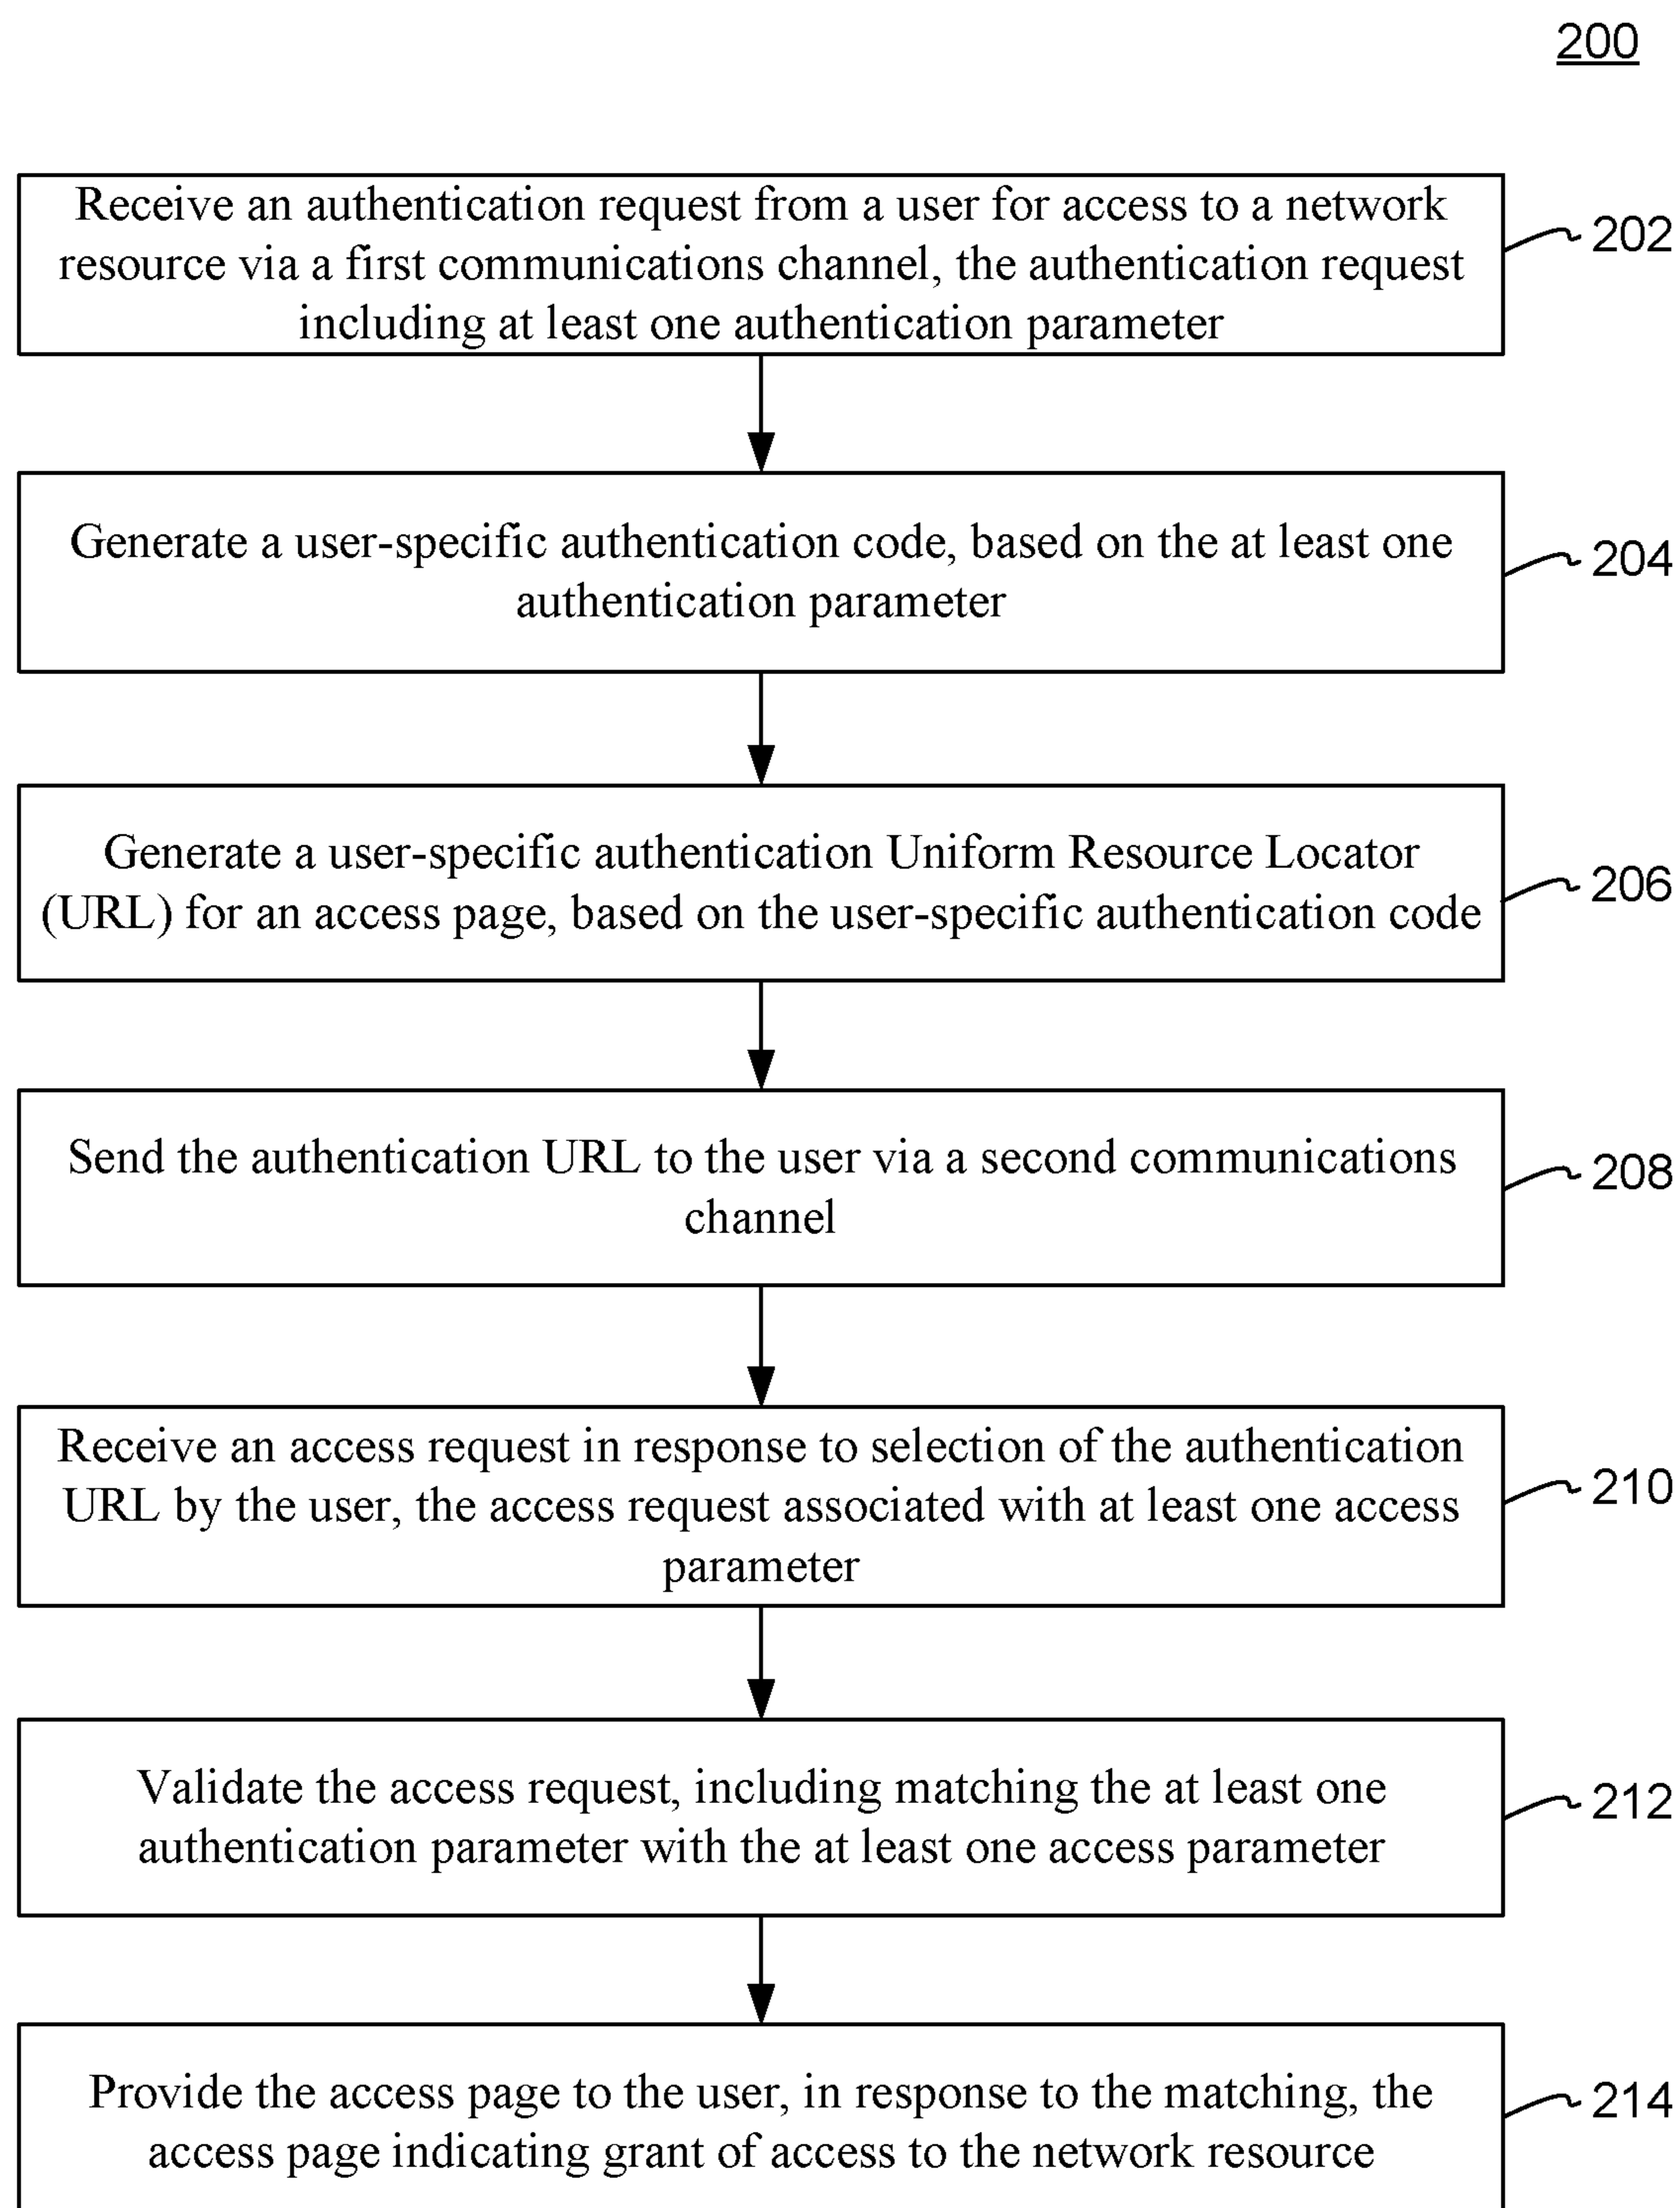 200
Receive an authentication request from a user for access to a network
resource via a first communications channel, the authentication request
including at least one authentication parameter
202
Generate a user-specific authentication code, based on the at least one
authentication parameter
204
Generate a user-specific authentication Uniform Resource Locator
(URL) for an access page, based on the user-specific authentication code
206
Send the authentication URL to the user via a second communications
channel
208
Receive an access request in response to selection of the authentication
URL by the user, the access request associated with at least one access
parameter
210
Validate the access request, including matching the at least one
authentication parameter with the at least one access parameter
212
Provide the access page to the user, in response to the matching, the
access page indicating grant of access to the network resource
214